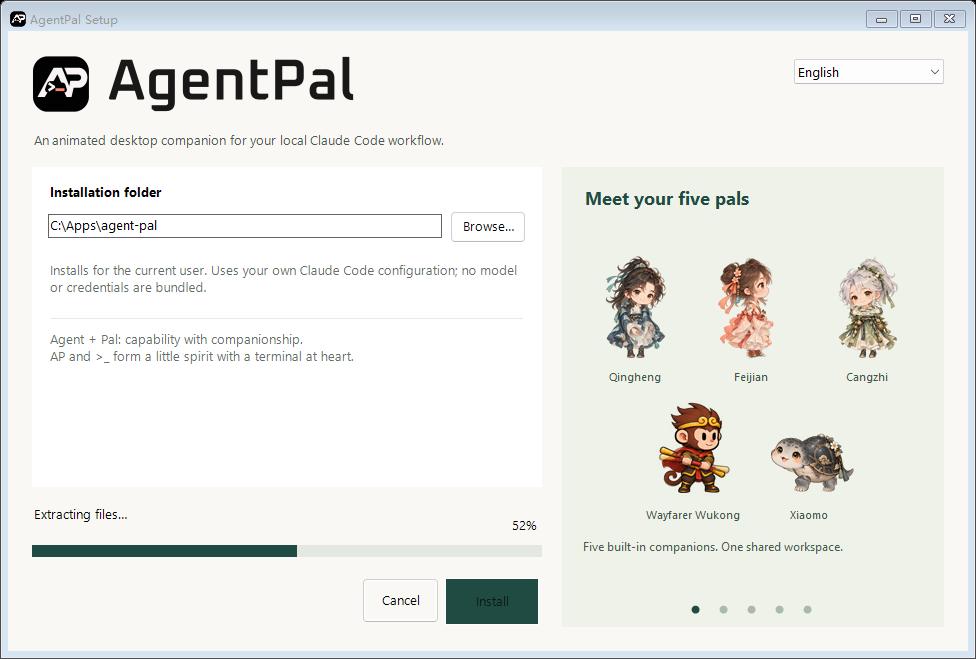 AgentPal Setup
AP AgentPal
English
An animated desktop companion for your local Claude Code workflow.
Installation folder
C:\Apps\agent-pal
Browse...
Installs for the current user. Uses your own Claude Code configuration; no model
or credentials are bundled.
Agent + Pal: capability with companionship.
AP and >_ form a little spirit with a terminal at heart.
Extracting files...
52%
Cancel
Install
Meet your five pals
Qingheng
Feijian
Cangzhi
Wayfarer Wukong
Xiaomo
Five built-in companions. One shared workspace.